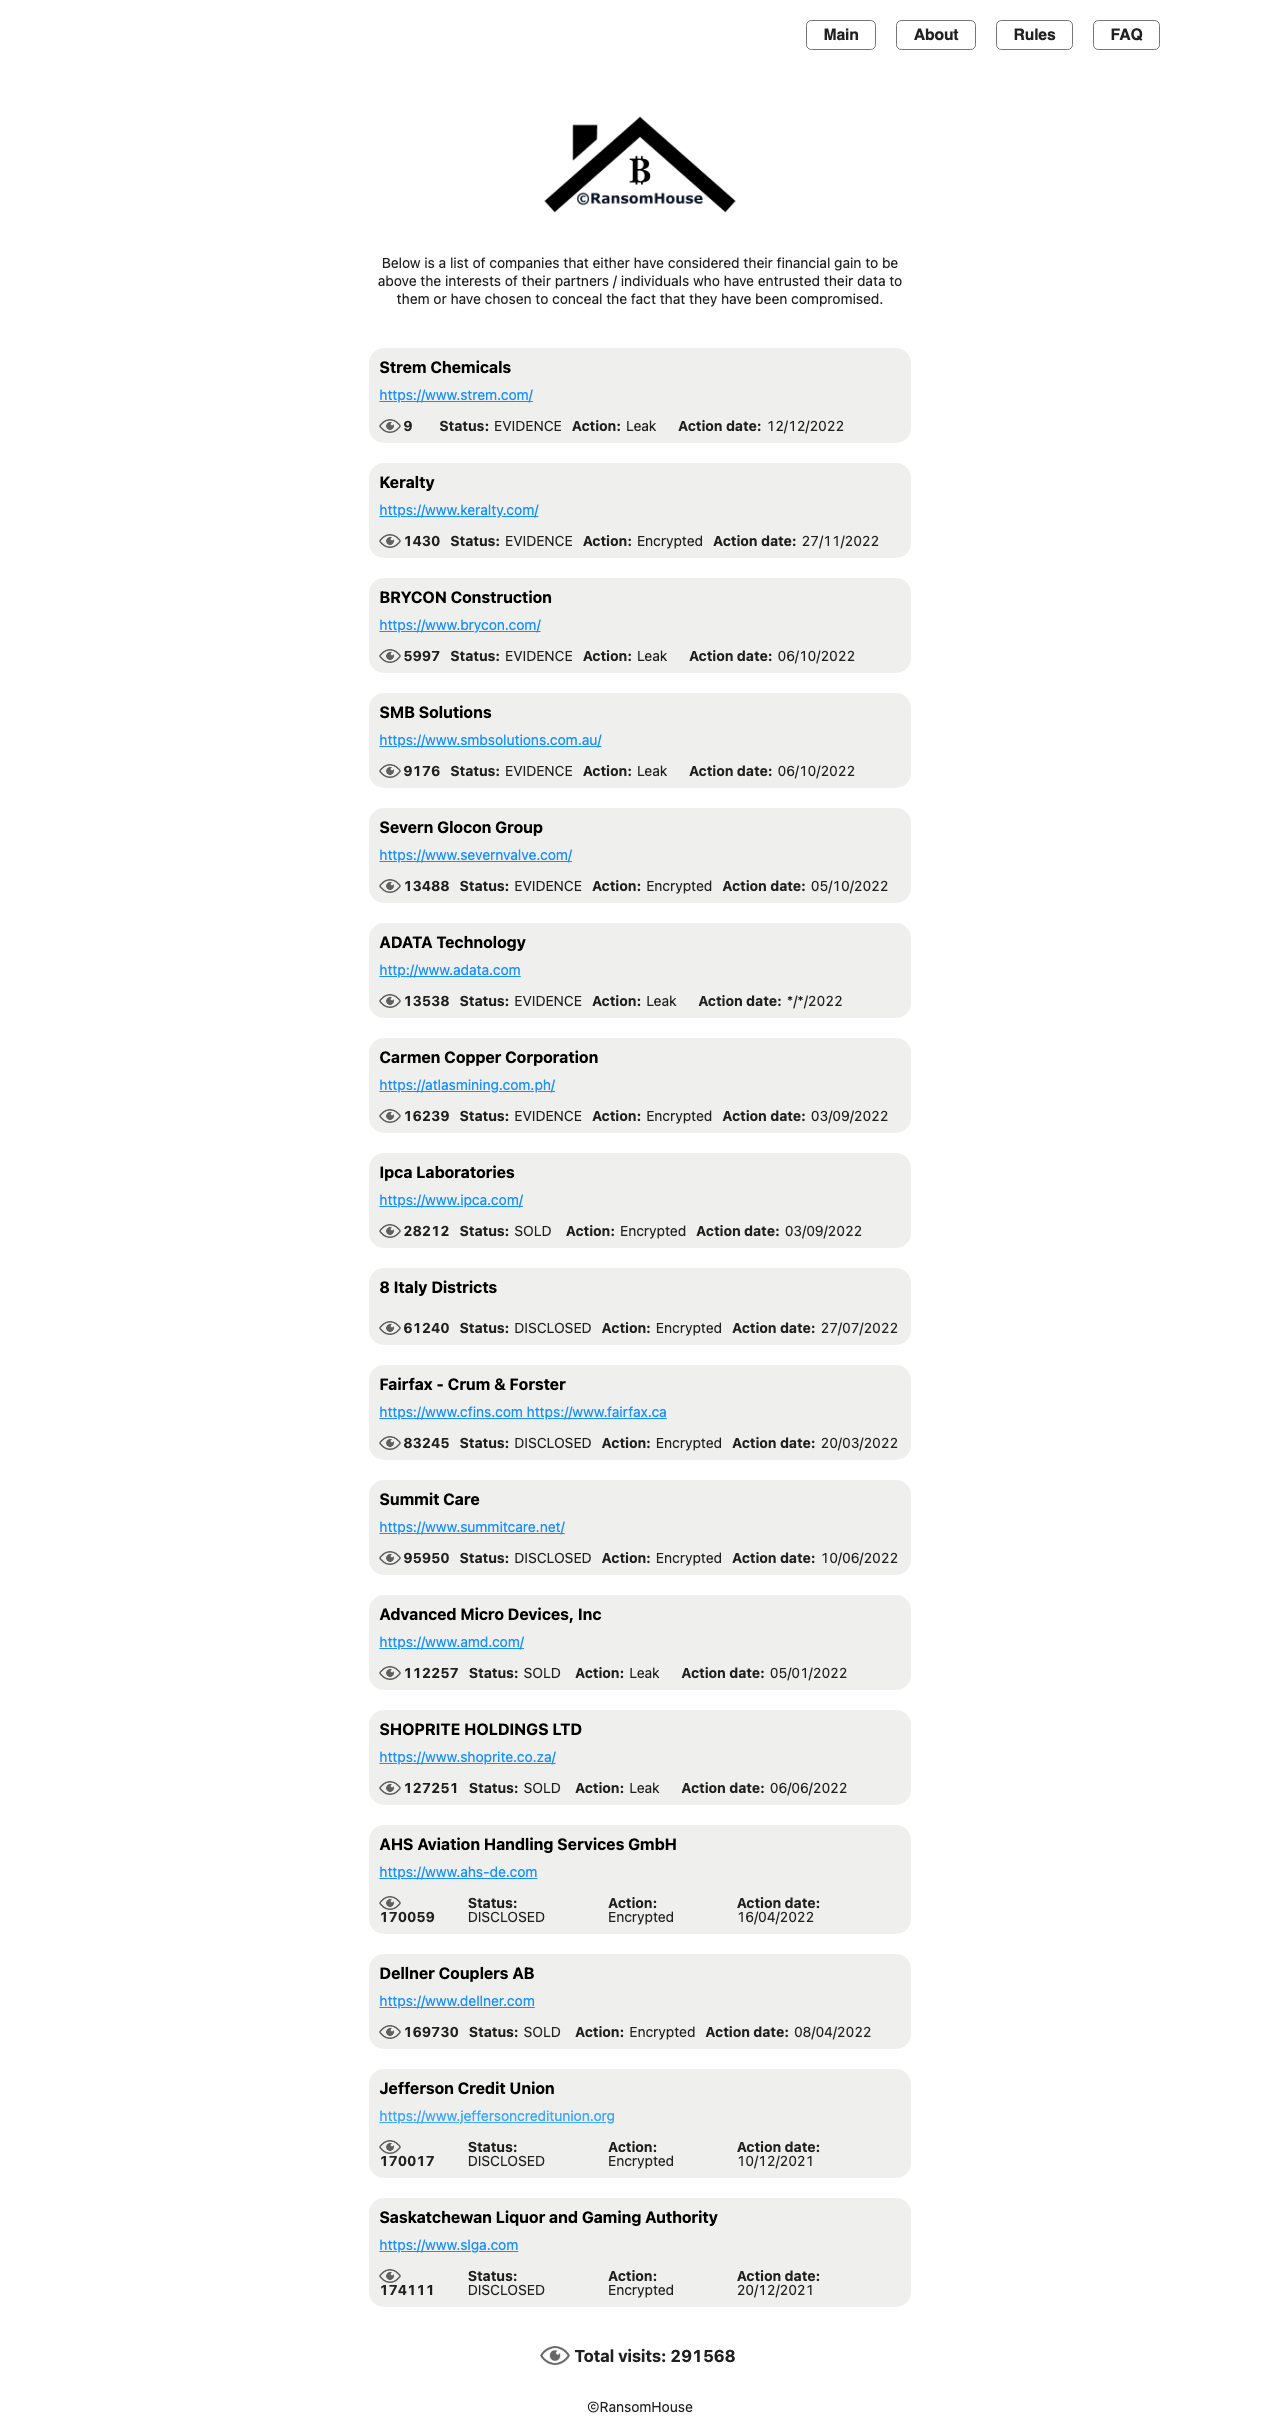 Main About Rules FAQ
₿
©RansomHouse
Below is a list of companies that either have considered their financial gain to be
above the interests of their partners / individuals who have entrusted their data to
them or have chosen to conceal the fact that they have been compromised.
Strem Chemicals
https://www.strem.com/
9 Status: EVIDENCE Action: Leak Action date: 12/12/2022
Keralty
https://www.keralty.com/
1430 Status: EVIDENCE Action: Encrypted Action date: 27/11/2022
BRYCON Construction
https://www.brycon.com/
5997 Status: EVIDENCE Action: Leak Action date: 06/10/2022
SMB Solutions
https://www.smbsolutions.com.au/
9176 Status: EVIDENCE Action: Leak Action date: 06/10/2022
Severn Glocon Group
https://www.severnvalve.com/
13488 Status: EVIDENCE Action: Encrypted Action date: 05/10/2022
ADATA Technology
http://www.adata.com
13538 Status: EVIDENCE Action: Leak Action date: */*/2022
Carmen Copper Corporation
https://atlasmining.com.ph/
16239 Status: EVIDENCE Action: Encrypted Action date: 03/09/2022
Ipca Laboratories
https://www.ipca.com/
28212 Status: SOLD Action: Encrypted Action date: 03/09/2022
8 Italy Districts
61240 Status: DISCLOSED Action: Encrypted Action date: 27/07/2022
Fairfax - Crum & Forster
https://www.cfins.com https://www.fairfax.ca
83245 Status: DISCLOSED Action: Encrypted Action date: 20/03/2022
Summit Care
https://www.summitcare.net/
95950 Status: DISCLOSED Action: Encrypted Action date: 10/06/2022
Advanced Micro Devices, Inc
https://www.amd.com/
112257 Status: SOLD Action: Leak Action date: 05/01/2022
SHOPRITE HOLDINGS LTD
https://www.shoprite.co.za/
127251 Status: SOLD Action: Leak Action date: 06/06/2022
AHS Aviation Handling Services GmbH
https://www.ahs-de.com
Status: Action: Action date:
170059 DISCLOSED Encrypted 16/04/2022
Dellner Couplers AB
https://www.dellner.com
169730 Status: SOLD Action: Encrypted Action date: 08/04/2022
Jefferson Credit Union
https://www.jeffersoncreditunion.org
Status: Action: Action date:
170017 DISCLOSED Encrypted 10/12/2021
Saskatchewan Liquor and Gaming Authority
https://www.slga.com
Status: Action: Action date:
174111 DISCLOSED Encrypted 20/12/2021
Total visits: 291568
©RansomHouse